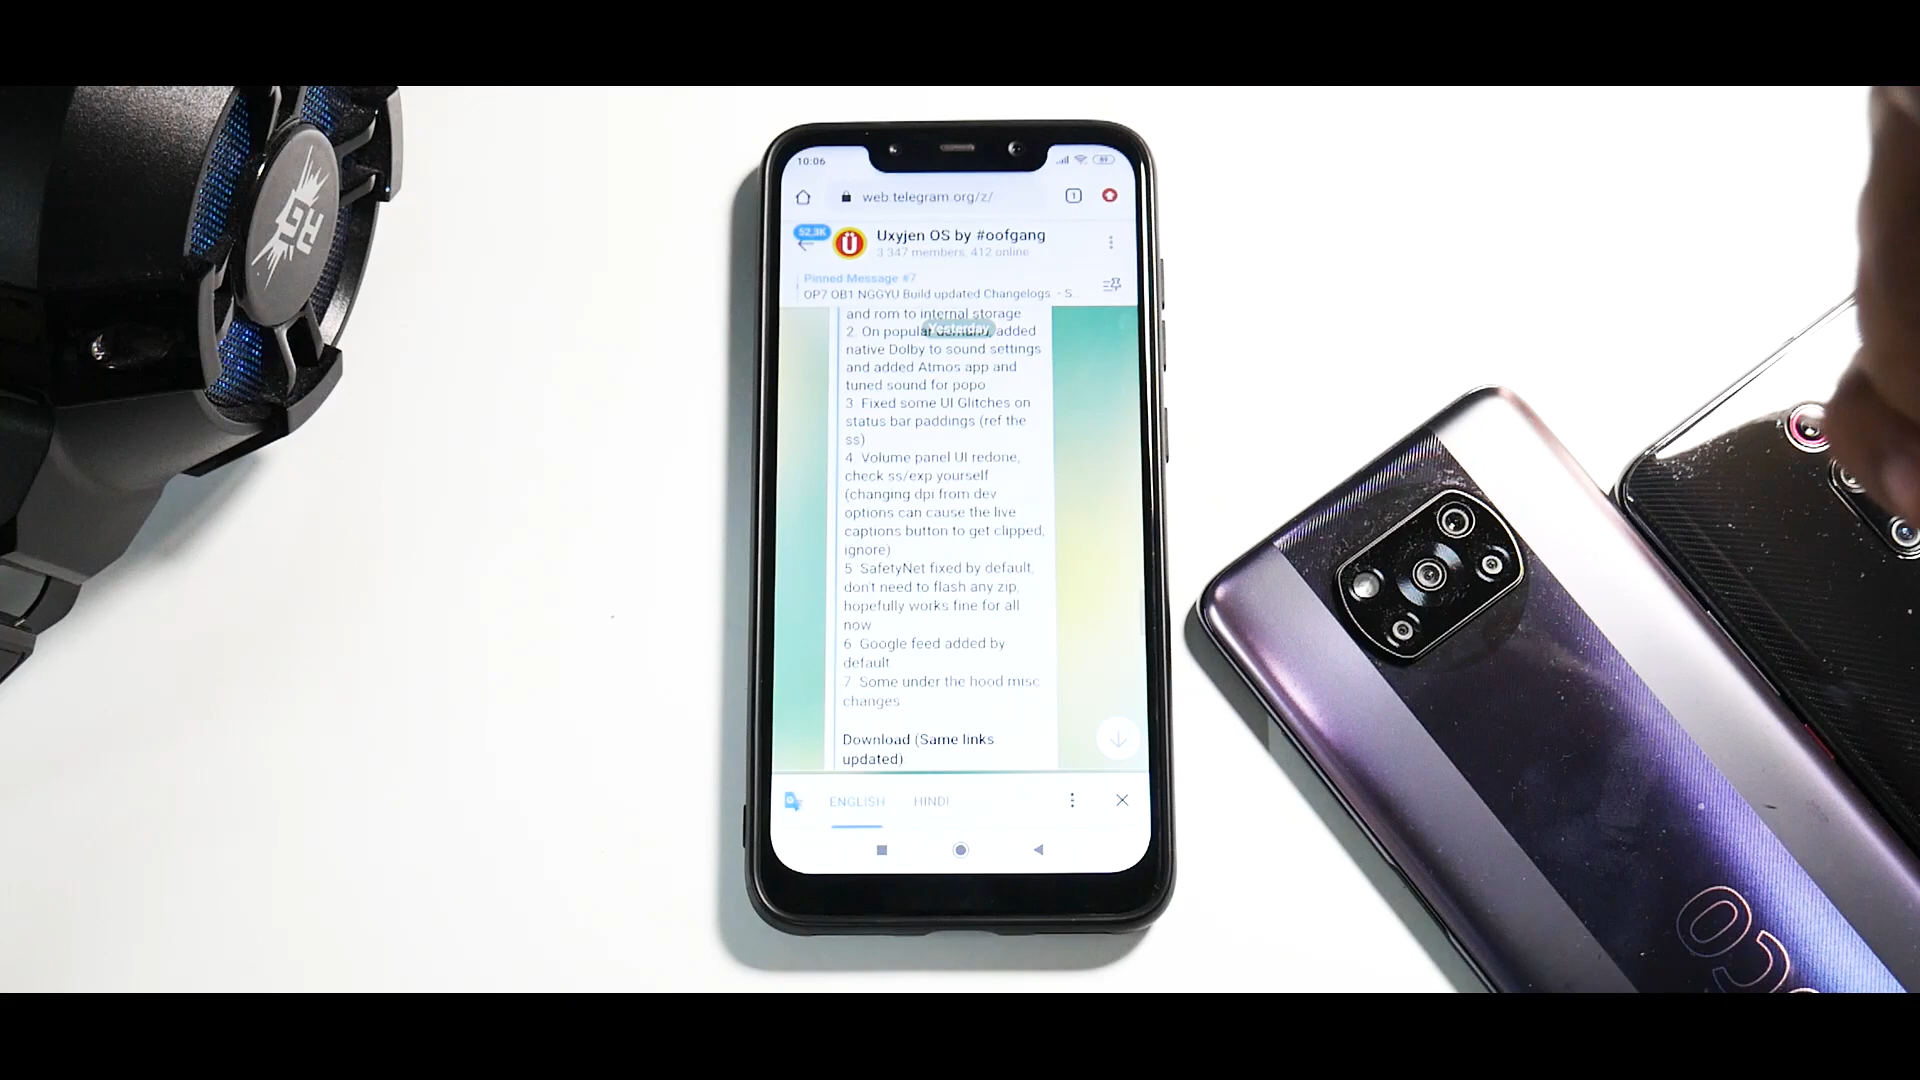 10:06
89
web.telegram.org/z/
1
52,3K
Ü
Uxyjen OS by #oofgang
3 347 members, 412 online
Pinned Message #7
OP7 OB1 NGGYU Build updated Changelogs - S...
and rom to internal storage
Yesterday
2. On popular demand, added
native Dolby to sound settings
and added Atmos app and
tuned sound for popo
3. Fixed some UI Glitches on
status bar paddings (ref the
ss)
4. Volume panel UI redone,
check ss/exp yourself
(changing dpi from dev
options can cause the live
captions button to get clipped,
ignore)
5. SafetyNet fixed by default,
don't need to flash any zip,
hopefully works fine for all
now
6. Google feed added by
default
7. Some under the hood misc
changes
Download (Same links
updated)
ENGLISH HINDI